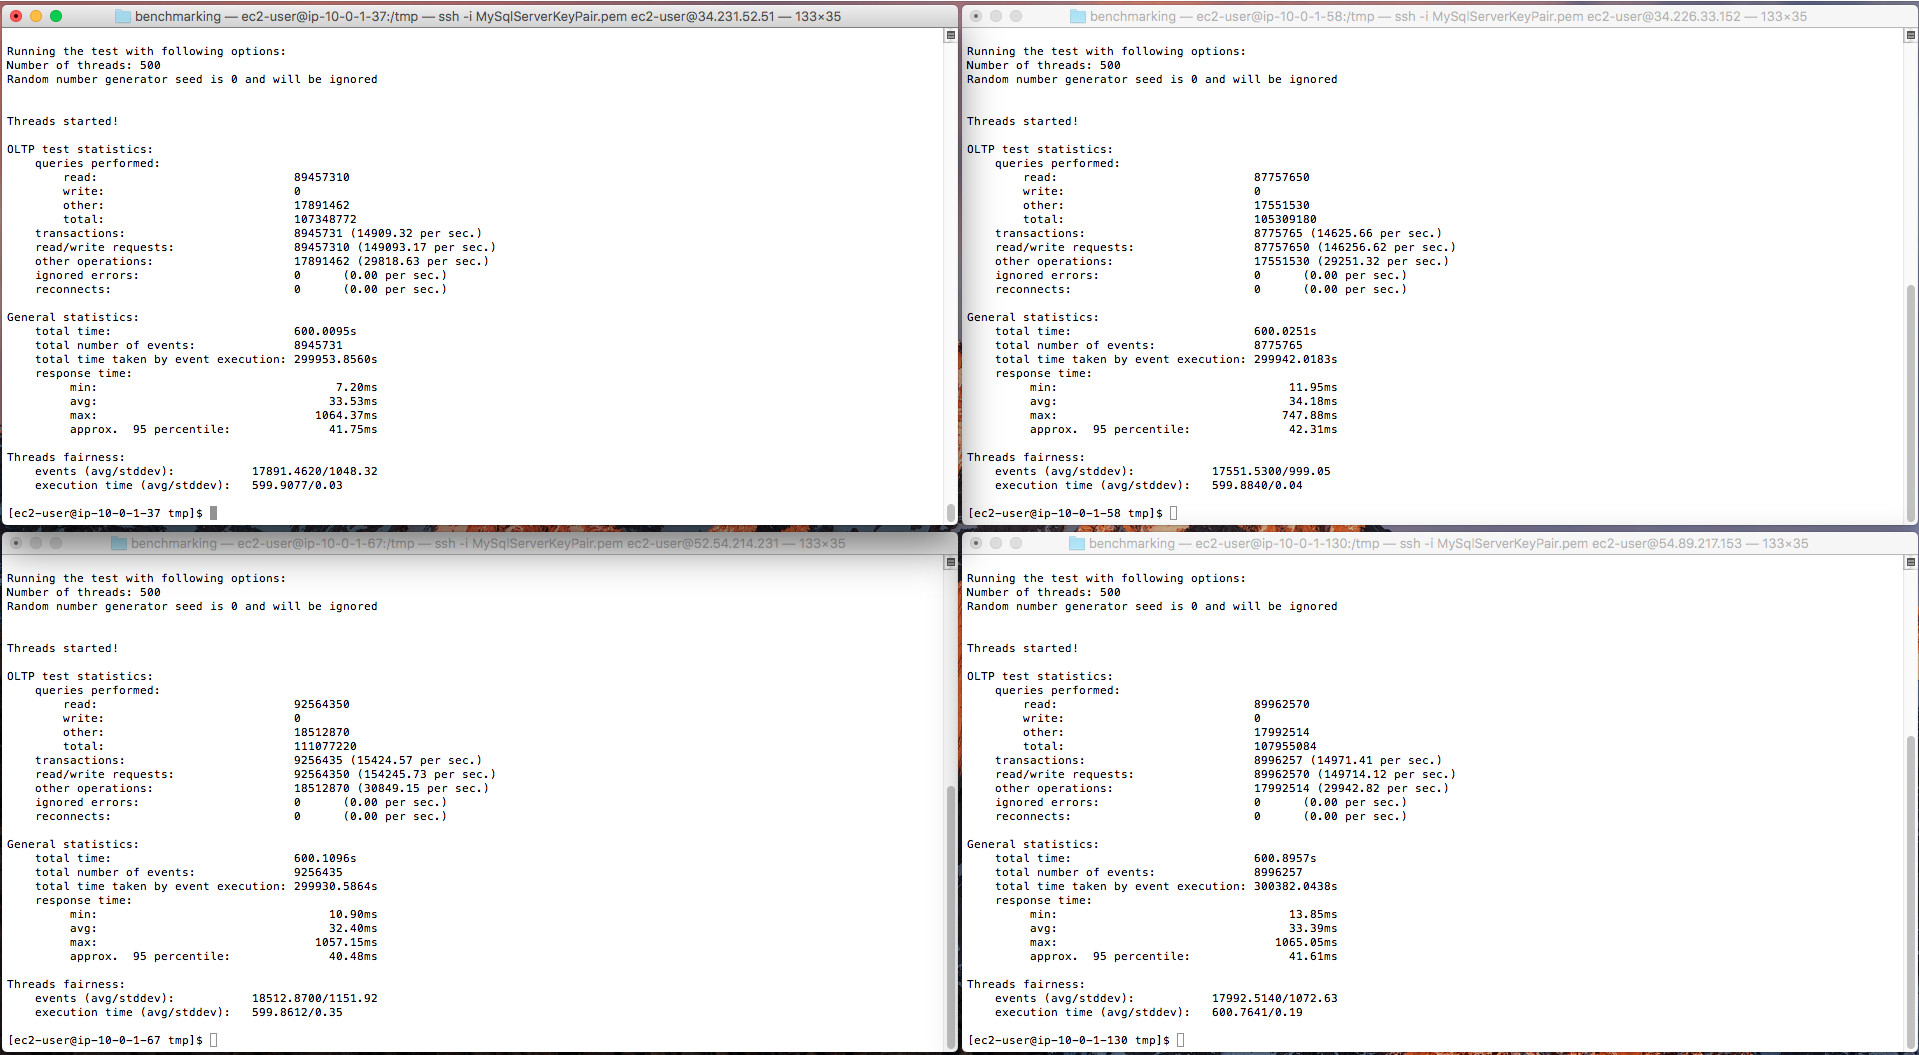 benchmarking — ec2-user@ip-10-0-1-37:/tmp — ssh -i MySqlServerKeyPair.pem ec2-user@34.231.52.51 — 133×35
Running the test with following options:
Number of threads: 500
Random number generator seed is 0 and will be ignored
Threads started!
OLTP test statistics:
queries performed:
read: 89457310
write: 0
other: 17891462
total: 107348772
transactions: 8945731 (14909.32 per sec.)
read/write requests: 89457310 (149093.17 per sec.)
other operations: 17891462 (29818.63 per sec.)
ignored errors: 0 (0.00 per sec.)
reconnects: 0 (0.00 per sec.)
General statistics:
total time: 600.0095s
total number of events: 8945731
total time taken by event execution: 299953.8560s
response time:
min: 7.20ms
avg: 33.53ms
max: 1064.37ms
approx. 95 percentile: 41.75ms
Threads fairness:
events (avg/stddev): 17891.4620/1048.32
execution time (avg/stddev): 599.9077/0.03
[ec2-user@ip-10-0-1-37 tmp]$
benchmarking — ec2-user@ip-10-0-1-58:/tmp — ssh -i MySqlServerKeyPair.pem ec2-user@34.226.33.152 — 133×35
Running the test with following options:
Number of threads: 500
Random number generator seed is 0 and will be ignored
Threads started!
OLTP test statistics:
queries performed:
read: 87757650
write: 0
other: 17551530
total: 105309180
transactions: 8775765 (14625.66 per sec.)
read/write requests: 87757650 (146256.62 per sec.)
other operations: 17551530 (29251.32 per sec.)
ignored errors: 0 (0.00 per sec.)
reconnects: 0 (0.00 per sec.)
General statistics:
total time: 600.0251s
total number of events: 8775765
total time taken by event execution: 299942.0183s
response time:
min: 11.95ms
avg: 34.18ms
max: 747.88ms
approx. 95 percentile: 42.31ms
Threads fairness:
events (avg/stddev): 17551.5300/999.05
execution time (avg/stddev): 599.8840/0.04
[ec2-user@ip-10-0-1-58 tmp]$
benchmarking — ec2-user@ip-10-0-1-67:/tmp — ssh -i MySqlServerKeyPair.pem ec2-user@52.54.214.231 — 133×35
Running the test with following options:
Number of threads: 500
Random number generator seed is 0 and will be ignored
Threads started!
OLTP test statistics:
queries performed:
read: 92564350
write: 0
other: 18512870
total: 111077220
transactions: 9256435 (15424.57 per sec.)
read/write requests: 92564350 (154245.73 per sec.)
other operations: 18512870 (30849.15 per sec.)
ignored errors: 0 (0.00 per sec.)
reconnects: 0 (0.00 per sec.)
General statistics:
total time: 600.1096s
total number of events: 9256435
total time taken by event execution: 299930.5864s
response time:
min: 10.90ms
avg: 32.40ms
max: 1057.15ms
approx. 95 percentile: 40.48ms
Threads fairness:
events (avg/stddev): 18512.8700/1151.92
execution time (avg/stddev): 599.8612/0.35
[ec2-user@ip-10-0-1-67 tmp]$
benchmarking — ec2-user@ip-10-0-1-130:/tmp — ssh -i MySqlServerKeyPair.pem ec2-user@54.89.217.153 — 133×35
Running the test with following options:
Number of threads: 500
Random number generator seed is 0 and will be ignored
Threads started!
OLTP test statistics:
queries performed:
read: 89962570
write: 0
other: 17992514
total: 107955084
transactions: 8996257 (14971.41 per sec.)
read/write requests: 89962570 (149714.12 per sec.)
other operations: 17992514 (29942.82 per sec.)
ignored errors: 0 (0.00 per sec.)
reconnects: 0 (0.00 per sec.)
General statistics:
total time: 600.8957s
total number of events: 8996257
total time taken by event execution: 300382.0438s
response time:
min: 13.85ms
avg: 33.39ms
max: 1065.05ms
approx. 95 percentile: 41.61ms
Threads fairness:
events (avg/stddev): 17992.5140/1072.63
execution time (avg/stddev): 600.7641/0.19
[ec2-user@ip-10-0-1-130 tmp]$